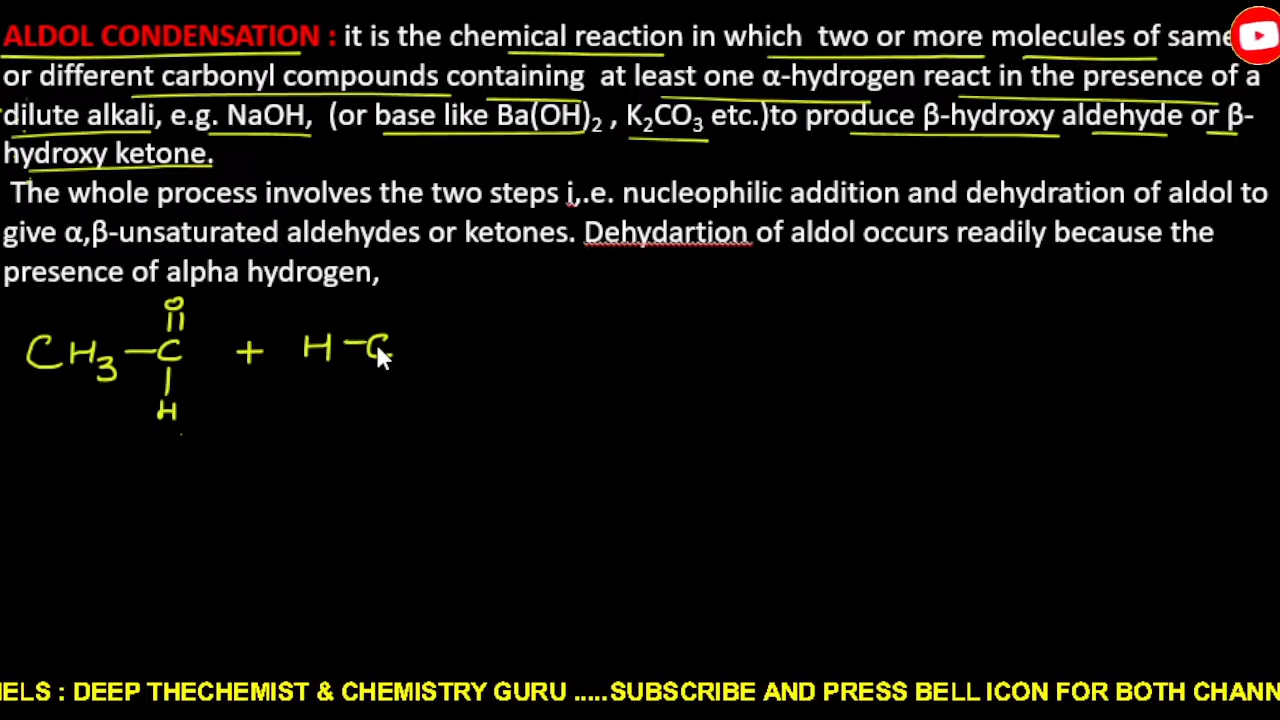 ALDOL CONDENSATION : it is the chemical reaction in which two or more molecules of same
or different carbonyl compounds containing at least one α-hydrogen react in the presence of a
dilute alkali, e.g. NaOH, (or base like Ba(OH)₂ , K₂CO₃ etc.)to produce β-hydroxy aldehyde or β-
hydroxy ketone.
The whole process involves the two steps i,.e. nucleophilic addition and dehydration of aldol to
give α,β-unsaturated aldehydes or ketones. Dehydartion of aldol occurs readily because the
presence of alpha hydrogen,
O
CH₃ – C + H – C
H
NELS : DEEP THECHEMIST & CHEMISTRY GURU .....SUBSCRIBE AND PRESS BELL ICON FOR BOTH CHANN